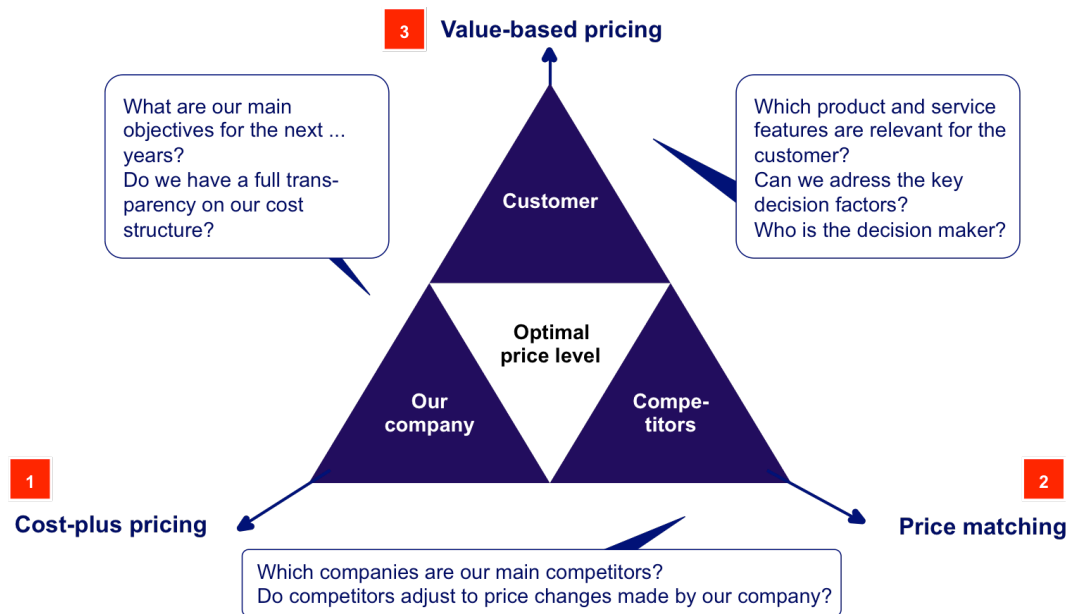 3
Value-based pricing
What are our main
objectives for the next ...
years?
Do we have a full trans-
parency on our cost
structure?
Which product and service
features are relevant for the
customer?
Can we adress the key
decision factors?
Who is the decision maker?
Customer
Optimal
price level
Our
company
Compe-
titors
1
Cost-plus pricing
2
Price matching
Which companies are our main competitors?
Do competitors adjust to price changes made by our company?